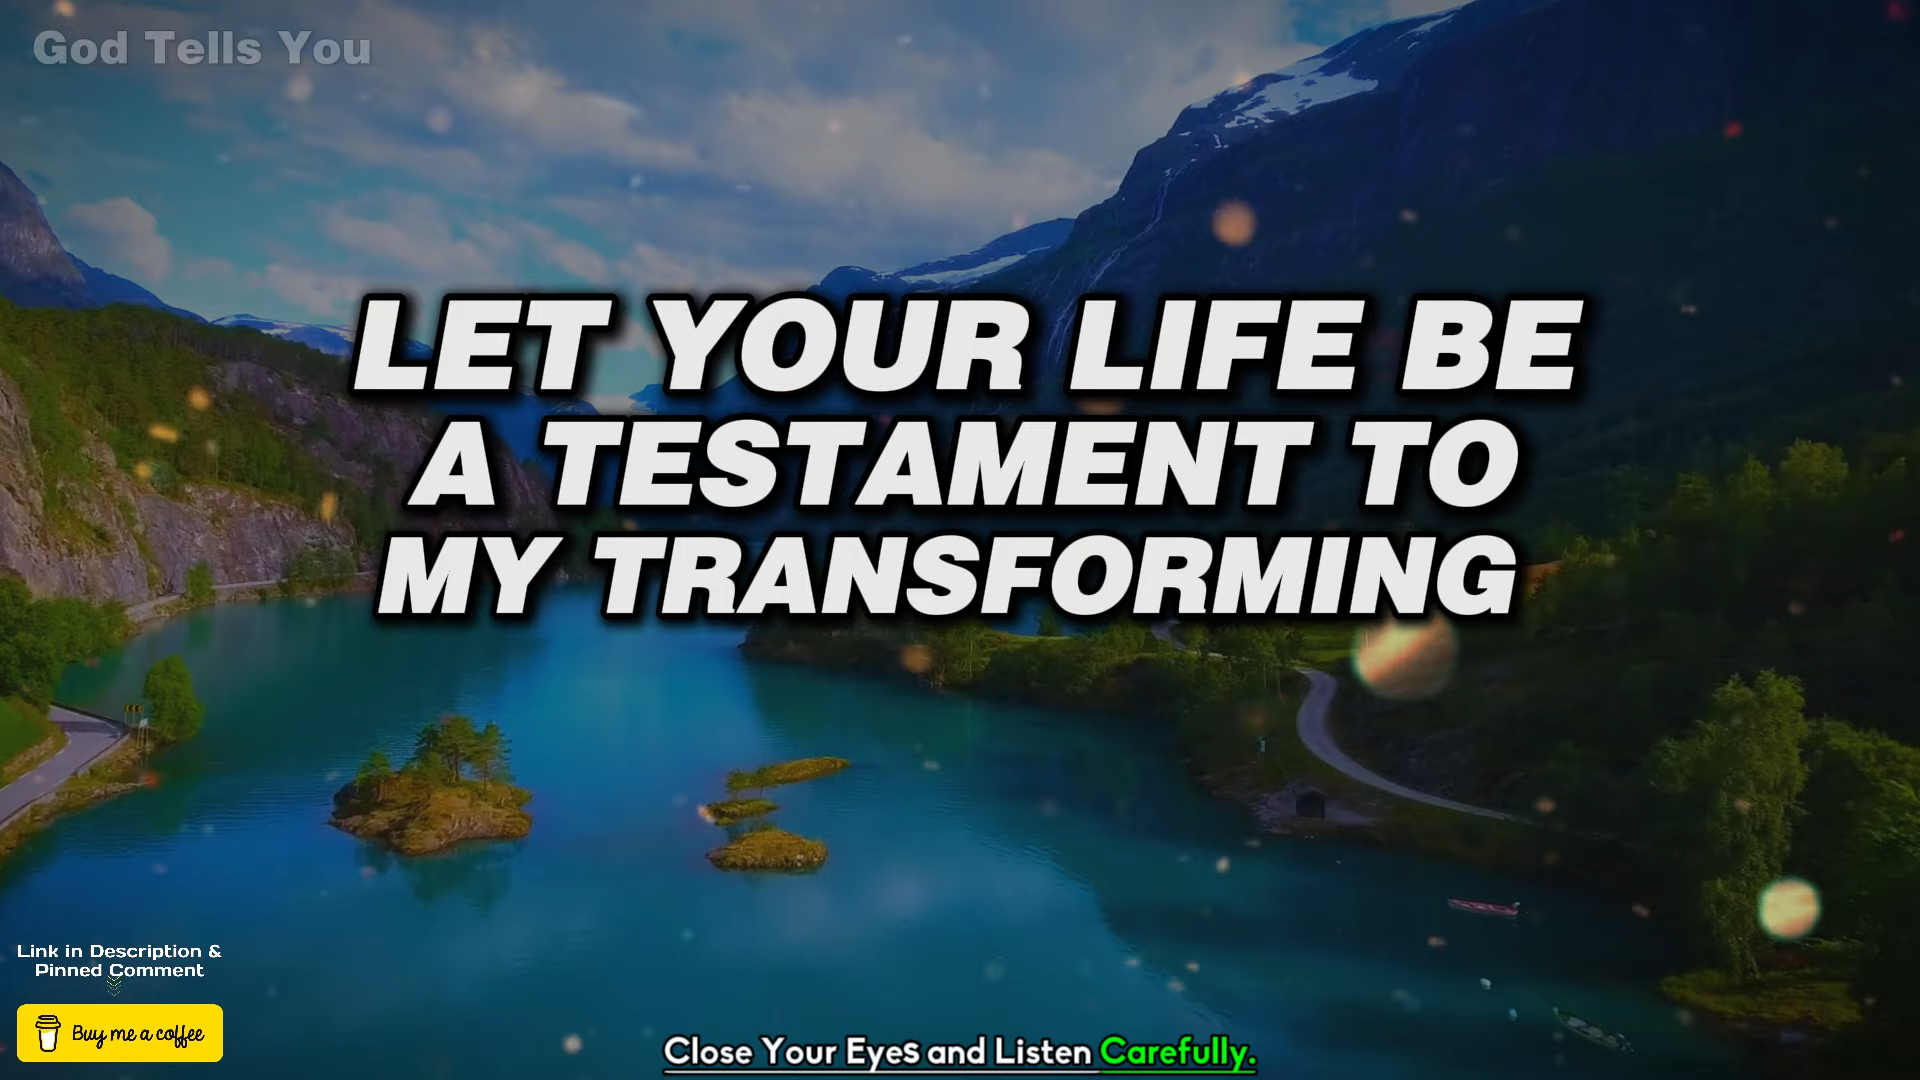 God Tells You
LET YOUR LIFE BE
A TESTAMENT TO
MY TRANSFORMING
Link in Description &
Pinned Comment
Buy me a coffee
Close Your Eyes and Listen Carefully.